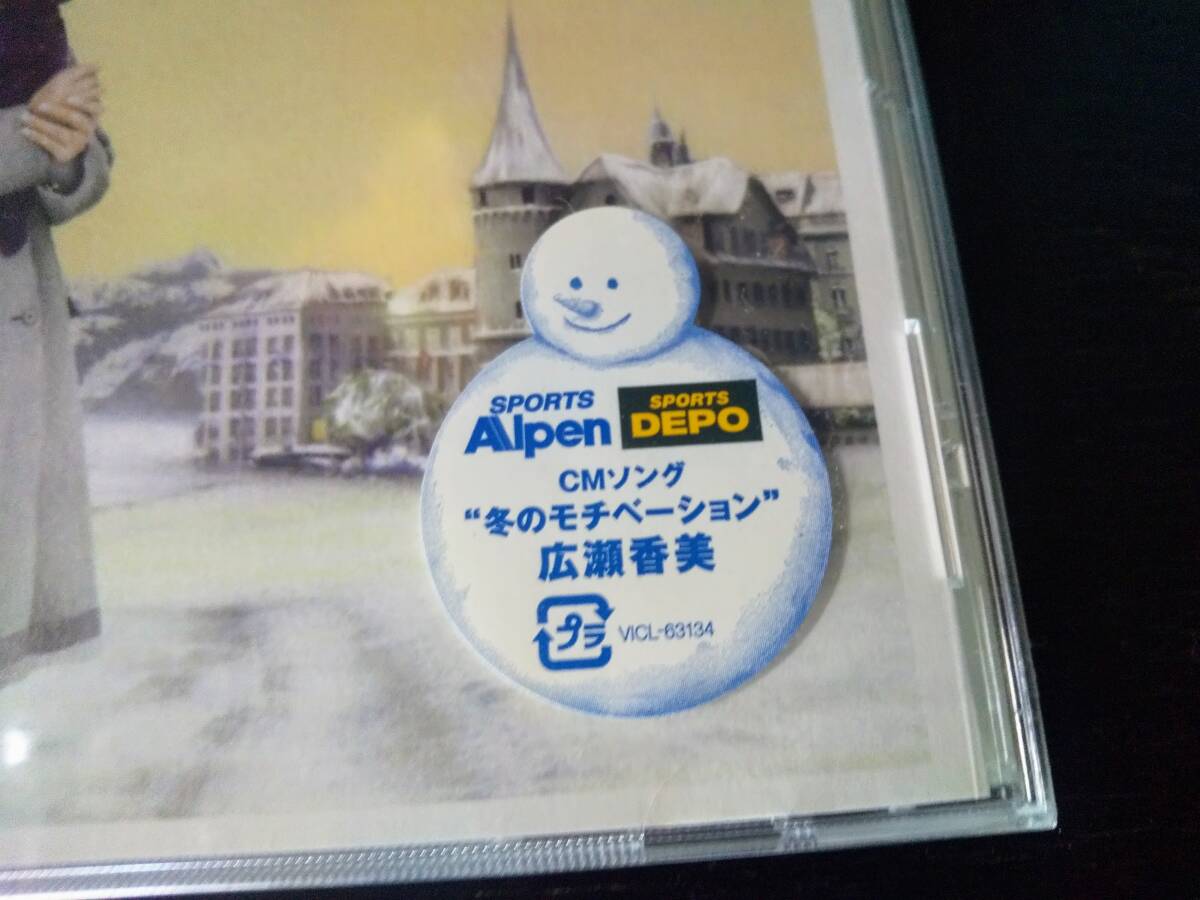 SPORTS Alpen
SPORTS DEPO
CMソング
“冬のモチベーション”
広瀬香美
プラ VICL-63134